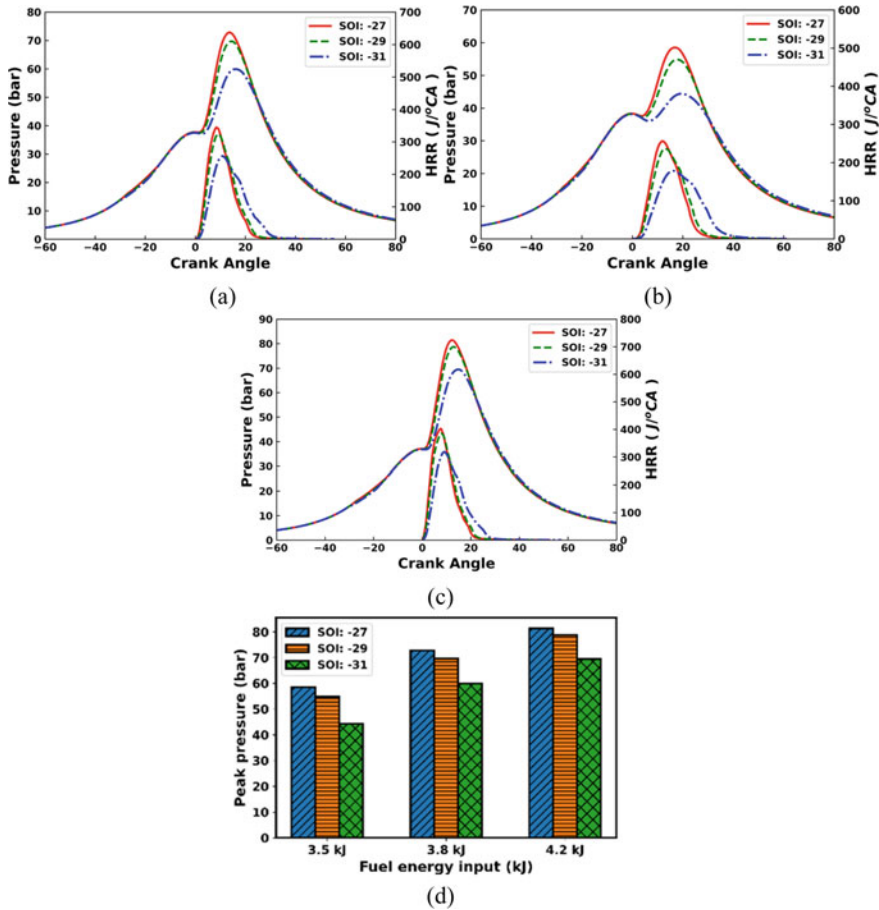 80
70
60
50
40
30
20
10
0
Pressure (bar)
700
600
500
400
300
200
100
0
HRR ( J/°CA )
SOI: -27
SOI: -29
SOI: -31
−60 −40 −20 0 20 40 60 80
Crank Angle
(a)
70
60
50
40
30
20
10
0
Pressure (bar)
600
500
400
300
200
100
0
HRR ( J/°CA )
SOI: -27
SOI: -29
SOI: -31
−60 −40 −20 0 20 40 60 80
Crank Angle
(b)
90
80
70
60
50
40
30
20
10
0
Pressure (bar)
800
700
600
500
400
300
200
100
0
HRR ( J/°CA )
SOI: -27
SOI: -29
SOI: -31
−60 −40 −20 0 20 40 60 80
Crank Angle
(c)
80
70
60
50
40
30
20
10
0
Peak pressure (bar)
SOI: -27
SOI: -29
SOI: -31
3.5 kJ 3.8 kJ 4.2 kJ
Fuel energy input (kJ)
(d)